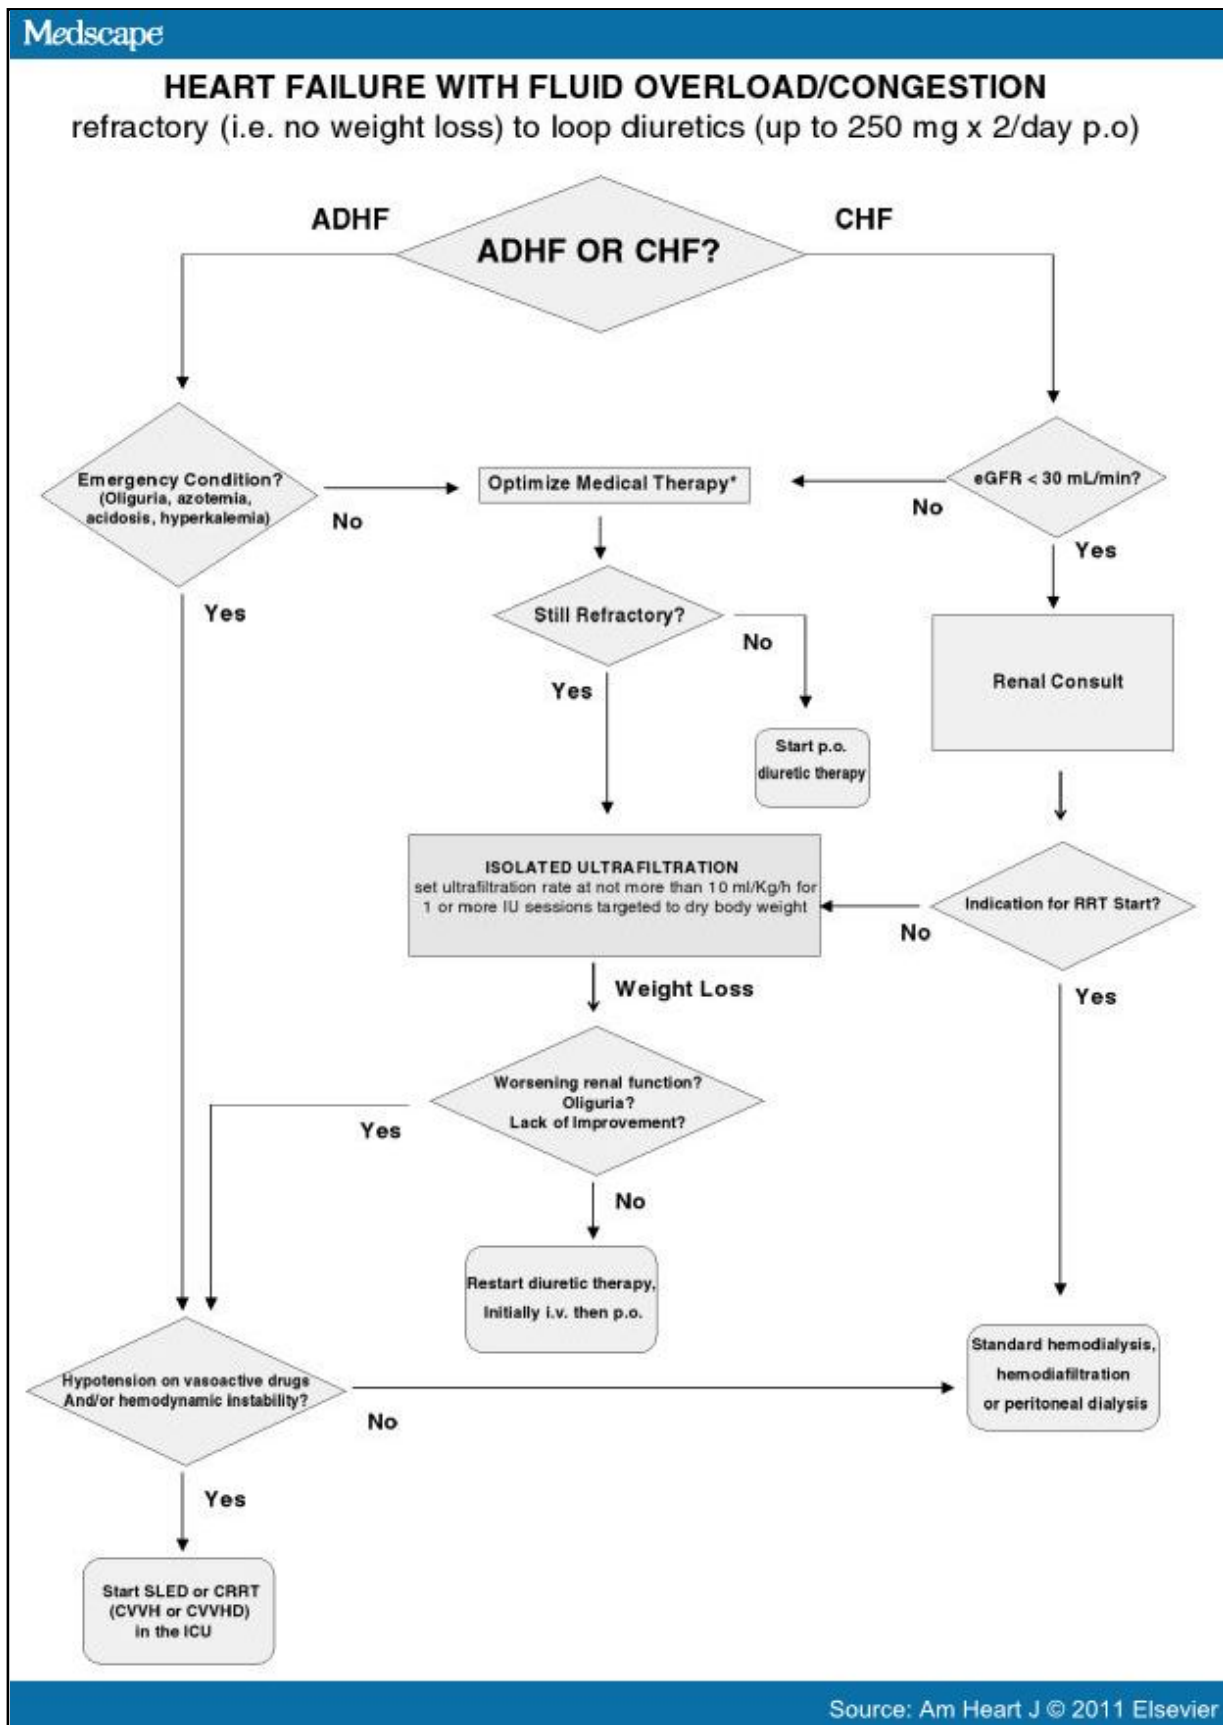 Medscape
HEART FAILURE WITH FLUID OVERLOAD/CONGESTION
refractory (i.e. no weight loss) to loop diuretics (up to 250 mg x 2/day p.o)
ADHF
CHF
ADHF OR CHF?
Emergency Condition?
(Oliguria, azotemia,
acidosis, hyperkalemia)
No
Optimize Medical Therapy*
eGFR < 30 mL/min?
No
Yes
Yes
Still Refractory?
No
Yes
Renal Consult
Start p.o.
diuretic therapy
ISOLATED ULTRAFILTRATION
set ultrafiltration rate at not more than 10 ml/Kg/h for
1 or more IU sessions targeted to dry body weight
Indication for RRT Start?
No
Yes
Weight Loss
Worsening renal function?
Oliguria?
Lack of Improvement?
Yes
No
Restart diuretic therapy,
Initially i.v. then p.o.
Standard hemodialysis,
hemodiafiltration
or peritoneal dialysis
Hypotension on vasoactive drugs
And/or hemodynamic instability?
No
Yes
Start SLED or CRRT
(CVVH or CVVHD)
in the ICU
Source: Am Heart J © 2011 Elsevier